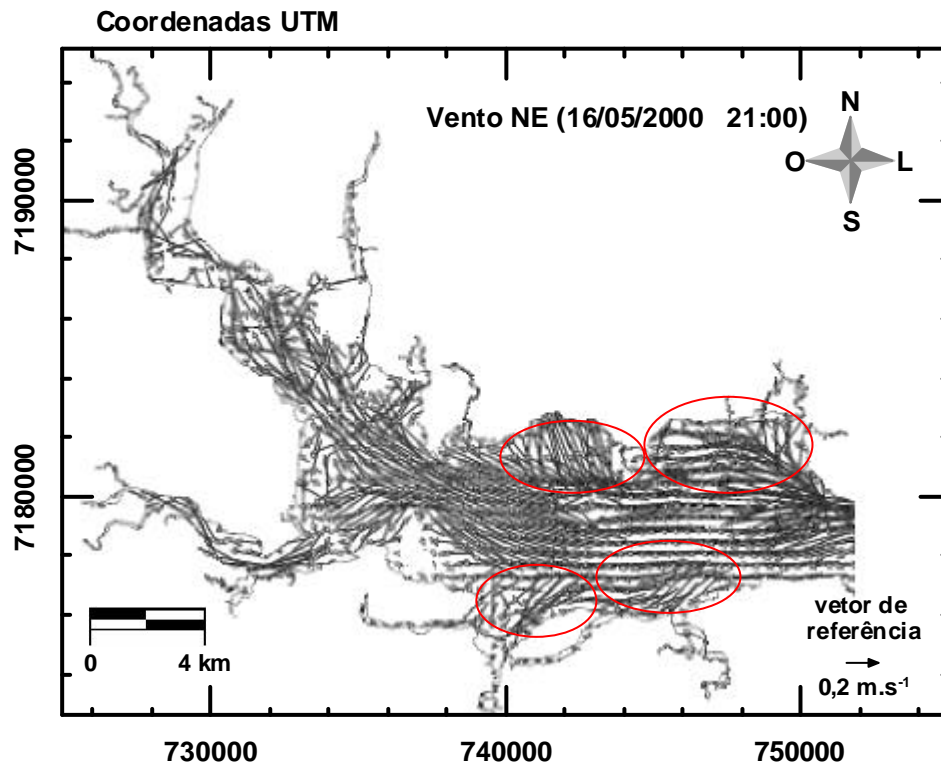 Coordenadas UTM
Vento NE (16/05/2000 21:00)
N
O
L
S
7190000
7180000
0
4 km
vetor de
referência
0,2 m.s-1
730000
740000
750000